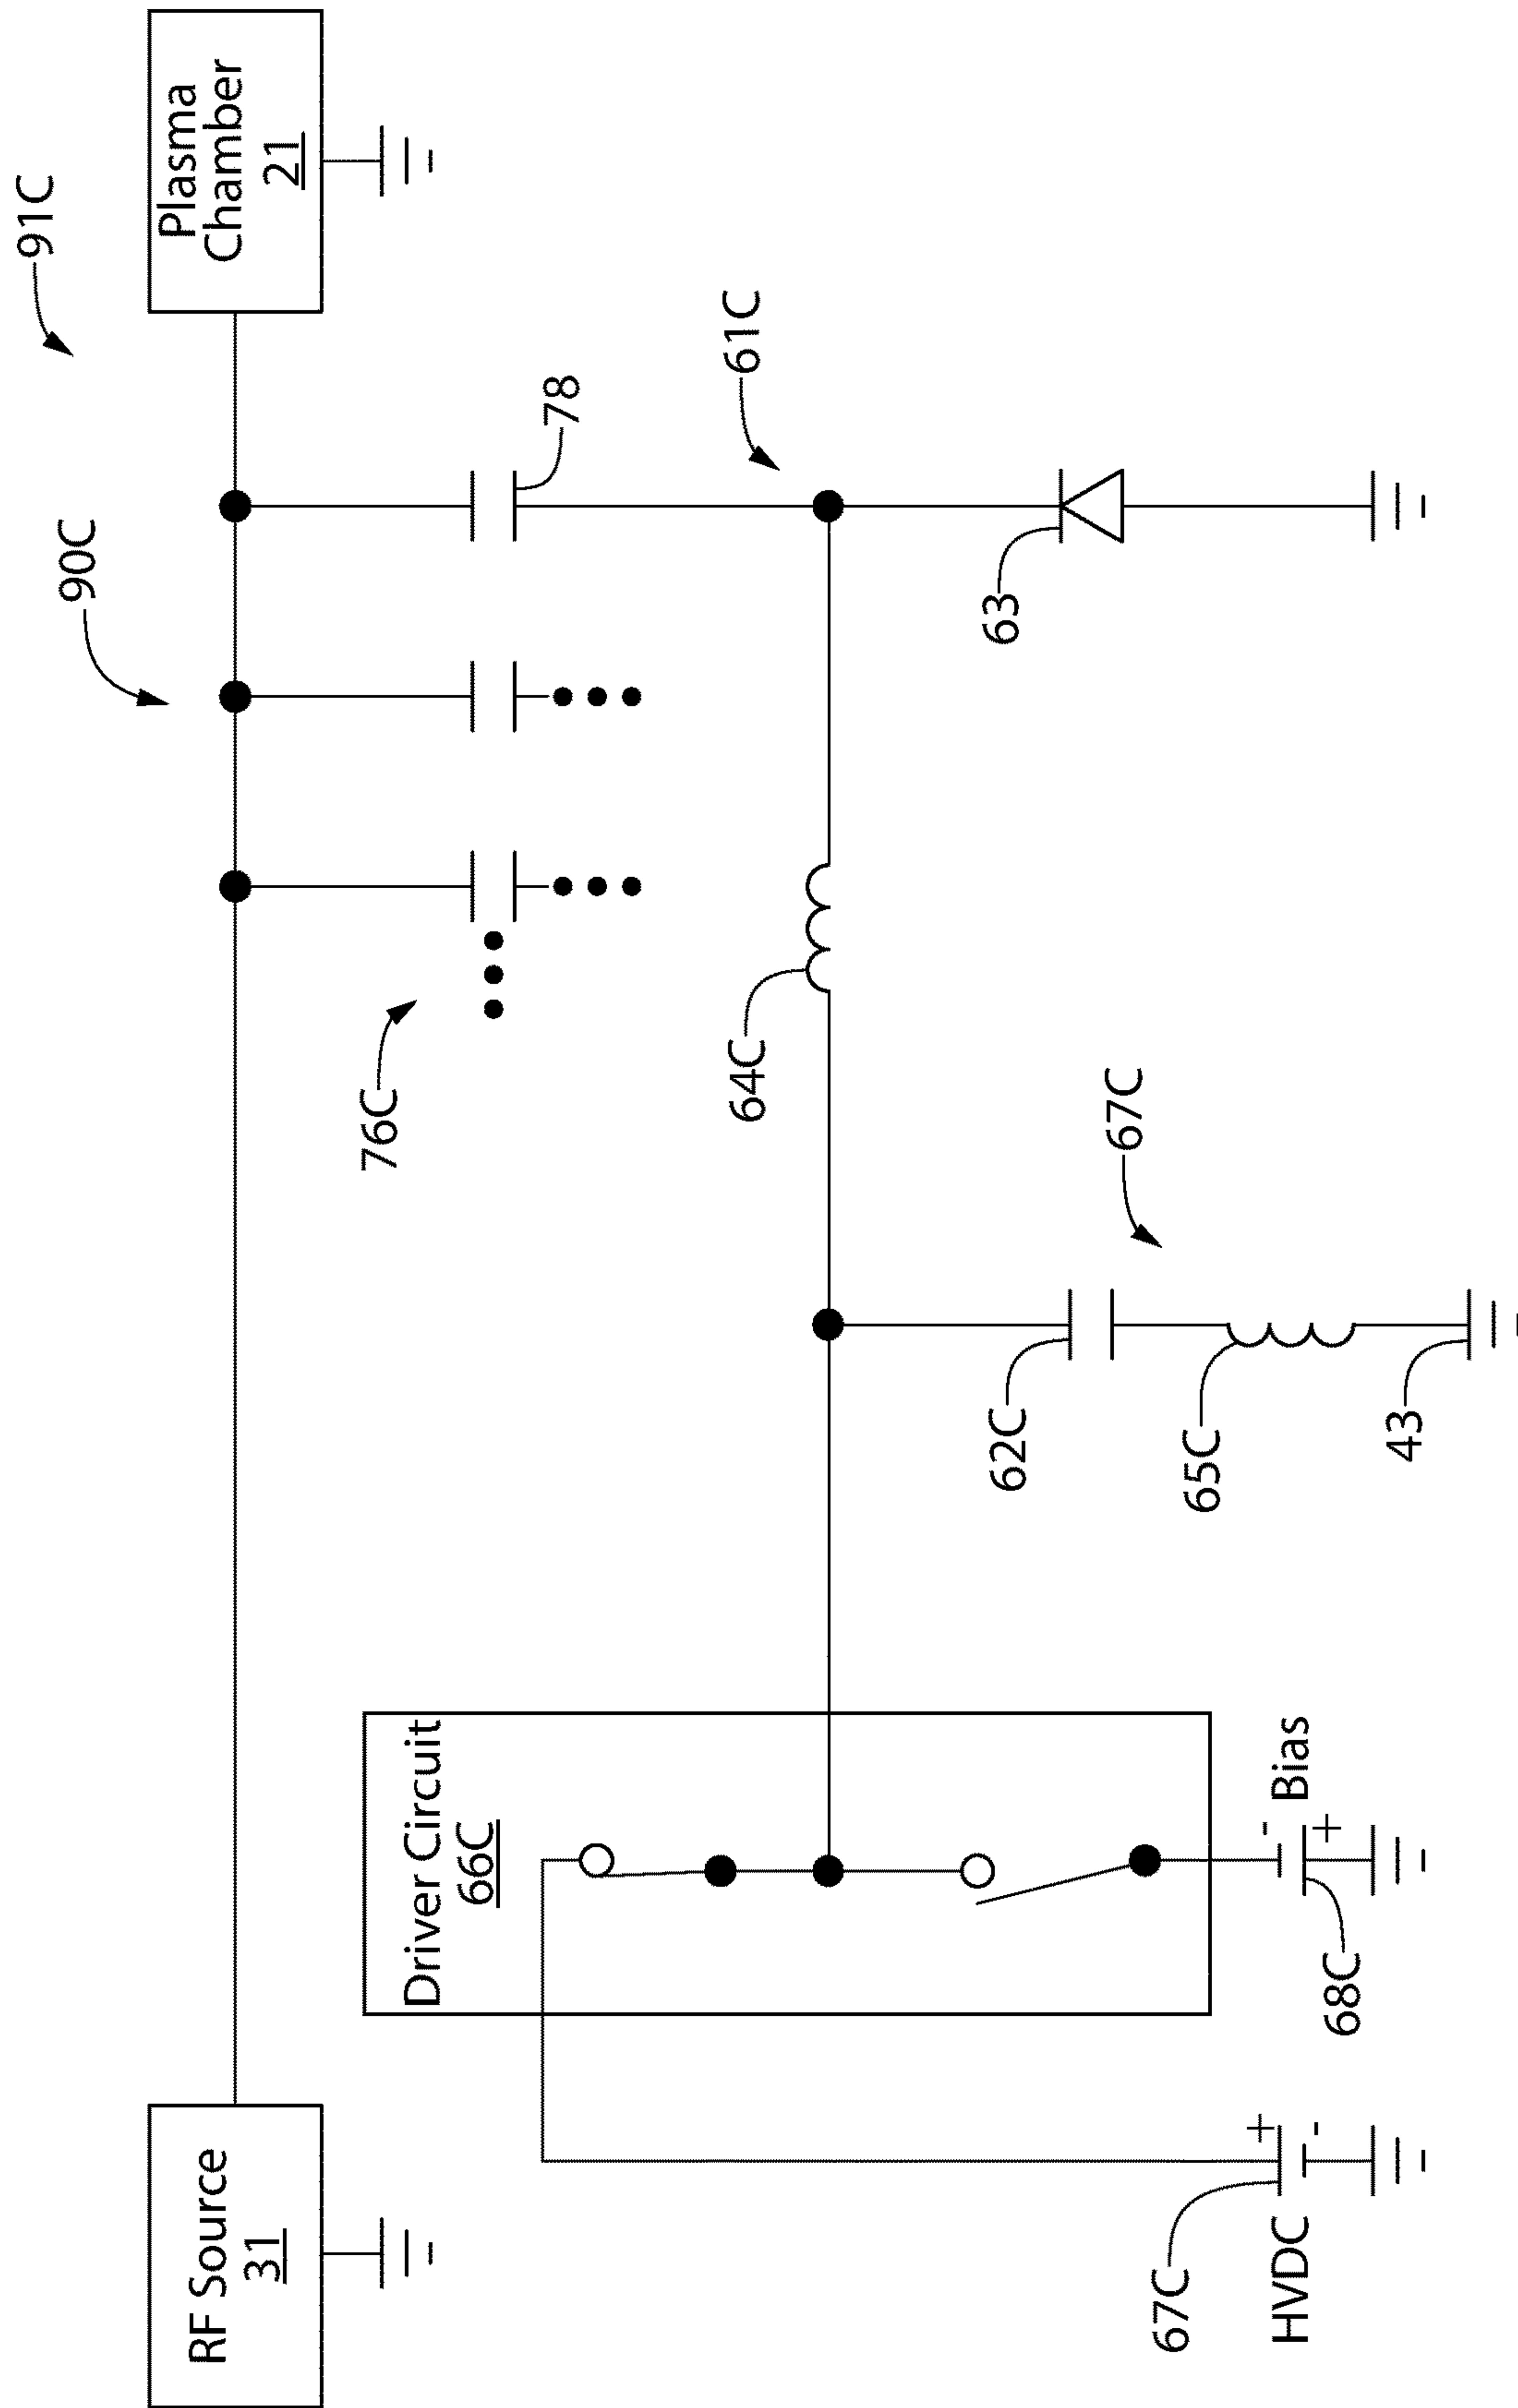 91C
Plasma
Chamber
21
90C
78
61C
63
76C
64C
67C
62C
65C
43
Driver Circuit
66C
-
Bias
+
68C
RF Source
31
+
-
67C
HVDC